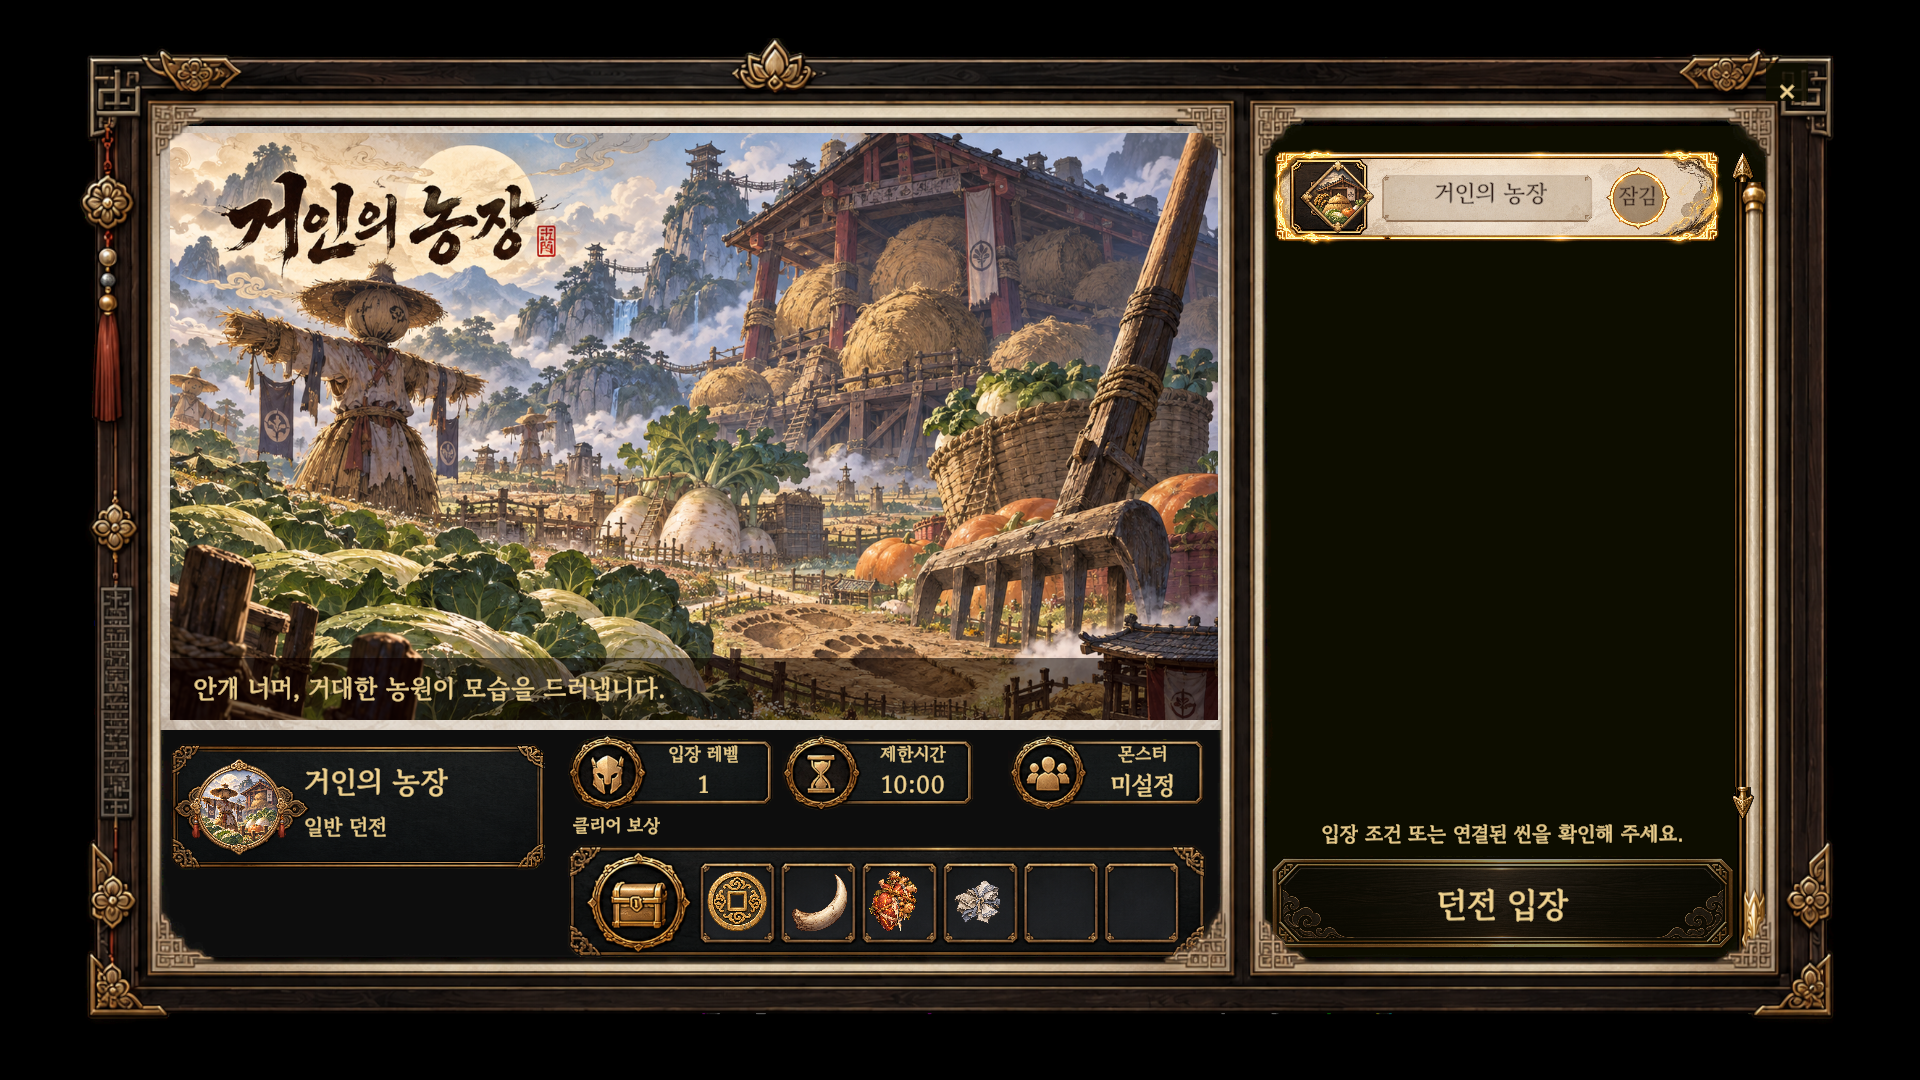 거인의 농장
안개 너머, 거대한 농원이 모습을 드러냅니다.
거인의 농장
일반 던전
입장 레벨
1
제한시간
10:00
몬스터
미설정
클리어 보상
×
거인의 농장
잠김
입장 조건 또는 연결된 씬을 확인해 주세요.
던전 입장